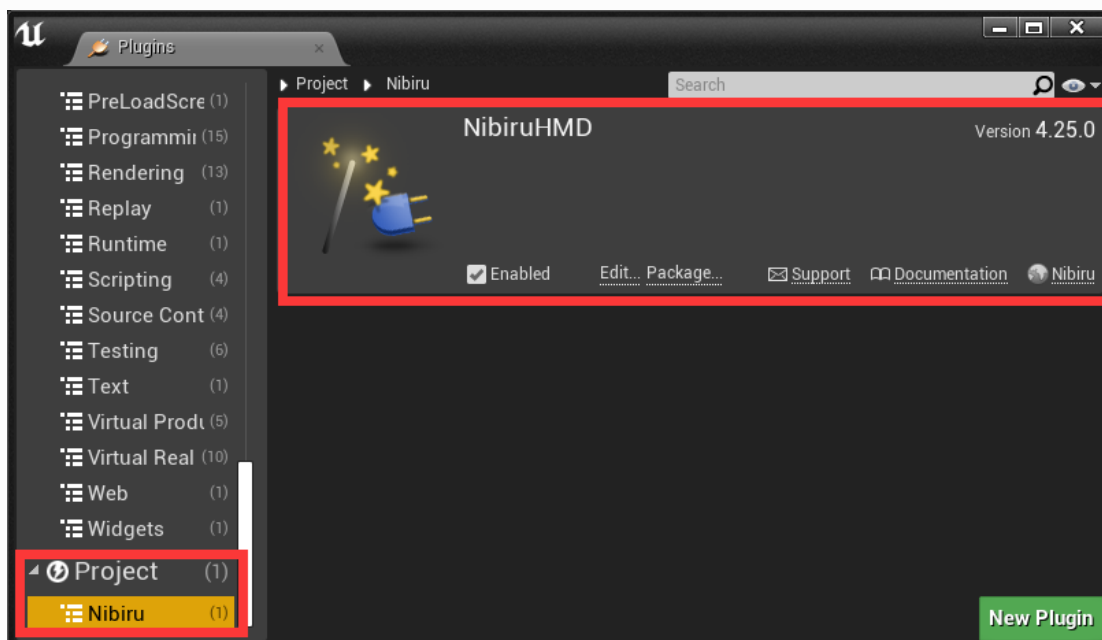 Plugins
Project Nibiru
Search
PreLoadScre (1)
Programmi (15)
Rendering (13)
Replay (1)
Runtime (1)
Scripting (4)
Source Cont (4)
Testing (6)
Text (1)
Virtual Produ (5)
Virtual Real (10)
Web (1)
Widgets (1)
Project (1)
Nibiru (1)
NibiruHMD
Version 4.25.0
Enabled
Edit... Package...
Support
Documentation
Nibiru
New Plugin